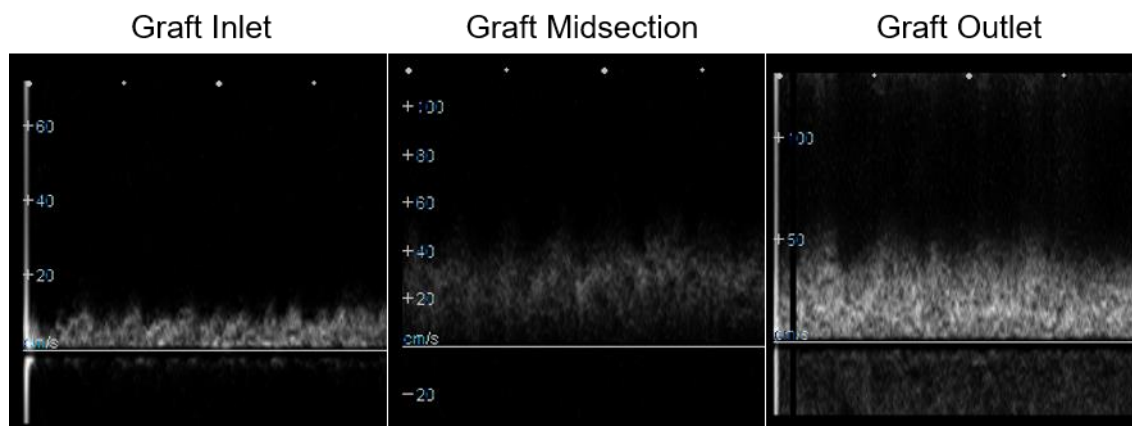 Graft Inlet
Graft Midsection
Graft Outlet
+60
+40
+20
cm/s
+100
+80
+60
+40
+20
cm/s
-20
+100
+50
cm/s